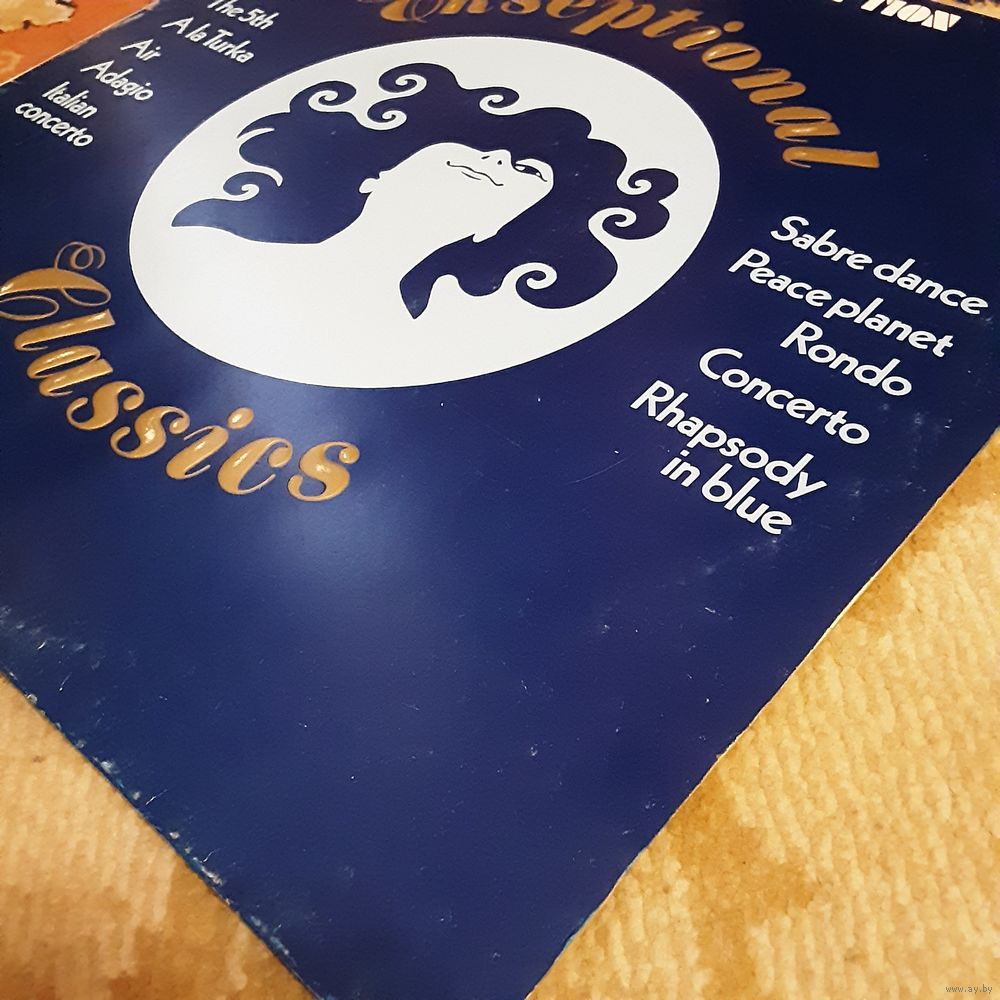 The 5th
A la Turka
Air
Adagio
Italian
concerto
Ekseptional
Classics
Sabre dance
Peace planet
Rondo
Concerto
Rhapsody
in blue
www.ay.by